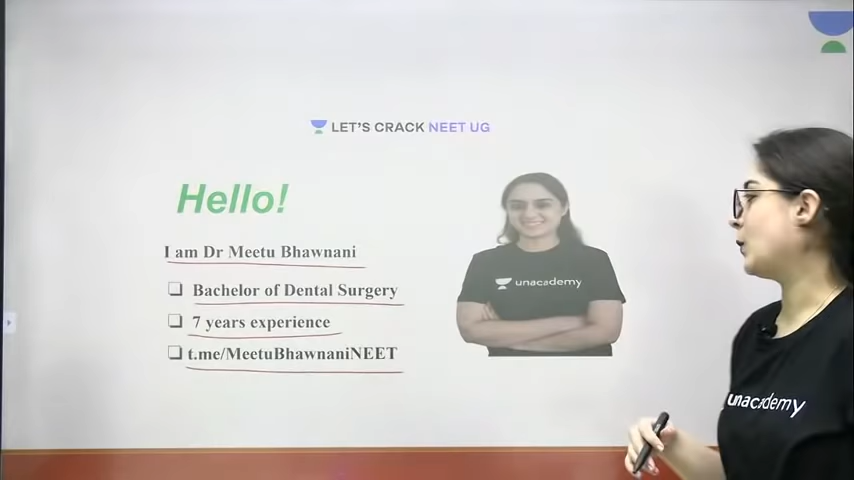 LET'S CRACK NEET UG
Hello!
I am Dr Meetu Bhawnani
Bachelor of Dental Surgery
7 years experience
t.me/MeetuBhawnaniNEET
unacademy
unacademy